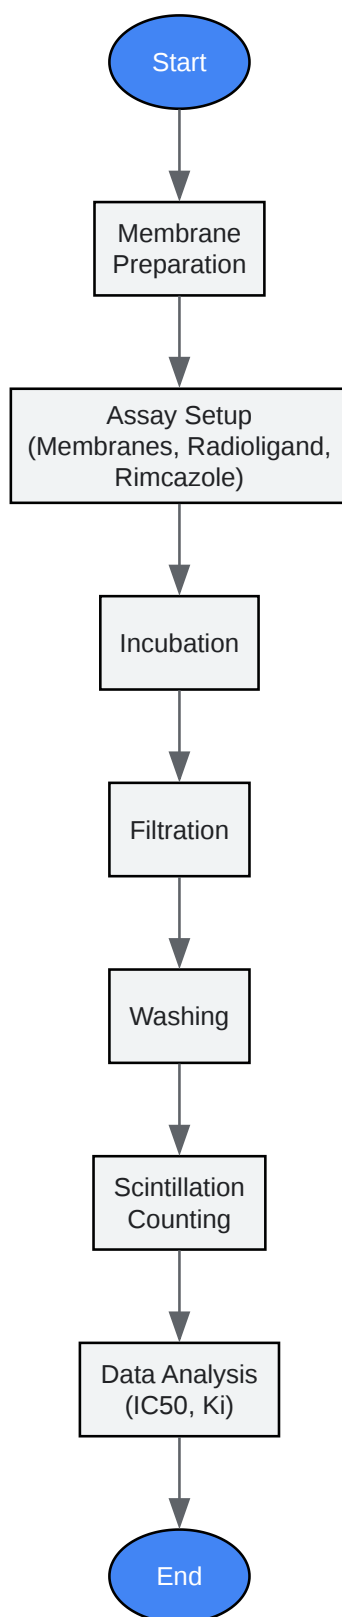 Start
Membrane
Preparation
Assay Setup
(Membranes, Radioligand,
Rimcazole)
Incubation
Filtration
Washing
Scintillation
Counting
Data Analysis
(IC50, Ki)
End